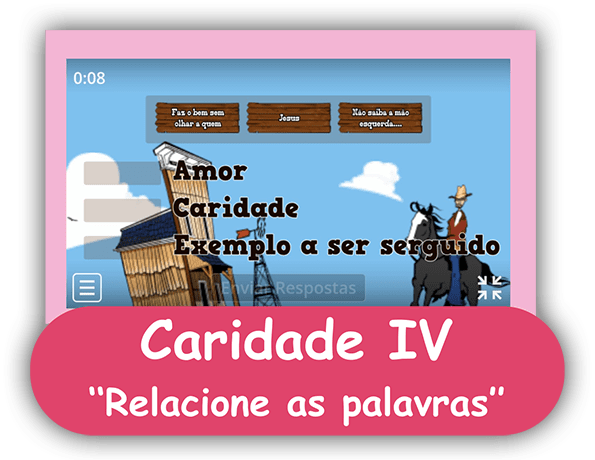 0:08
Faz o bem sem
olhar a quem
Jesus
Não saiba a mão
esquerda....
Amor
Caridade
Exemplo a ser serguido
Enviar Respostas
Caridade IV
“Relacione as palavras”